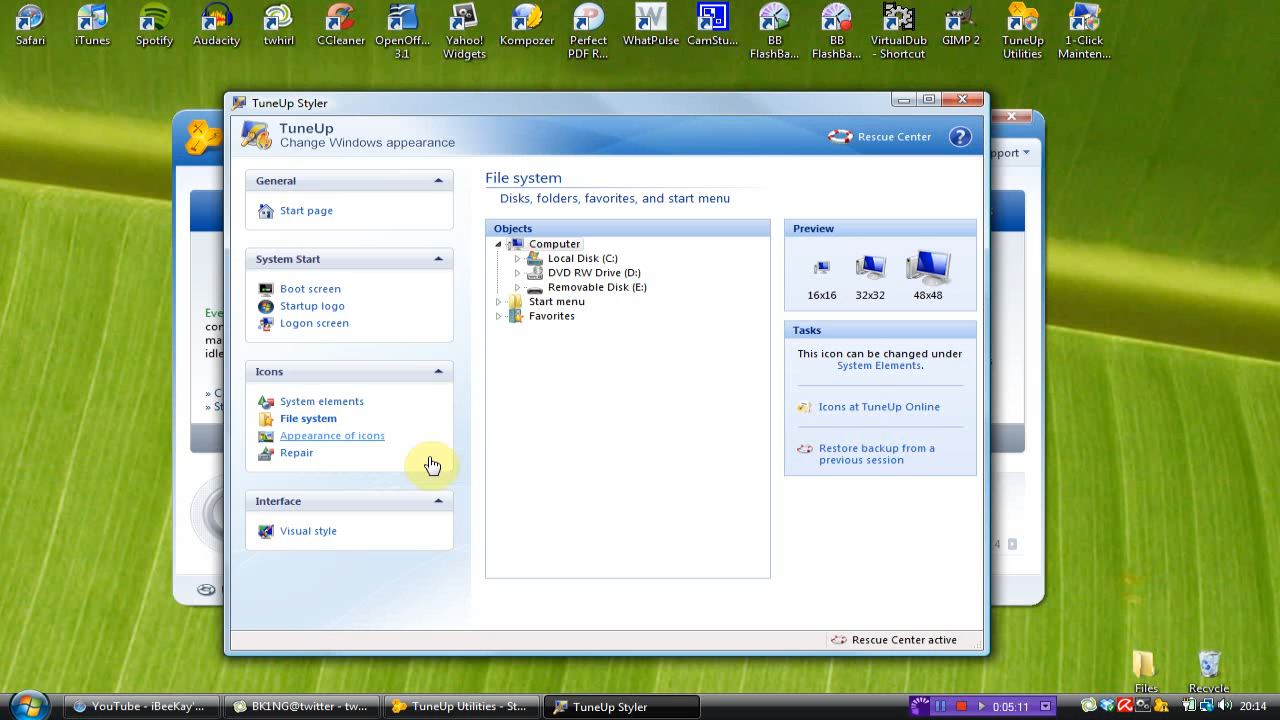 Safari
iTunes
Spotify
Audacity
twhirl
CCleaner
OpenOff... 3.1
Yahoo! Widgets
Kompozer
Perfect PDF R...
WhatPulse
CamStu...
BB FlashBa...
BB FlashBa...
VirtualDub - Shortcut
GIMP 2
TuneUp Utilities
1-Click Mainten...
TuneUp Styler
TuneUp
Change Windows appearance
Rescue Center
?
pport
General
Start page
System Start
Boot screen
Startup logo
Logon screen
Icons
System elements
File system
Appearance of icons
Repair
Interface
Visual style
File system
Disks, folders, favorites, and start menu
Objects
Computer
Local Disk (C:)
DVD RW Drive (D:)
Removable Disk (E:)
Start menu
Favorites
Preview
16x16
32x32
48x48
Tasks
This icon can be changed under
System Elements.
Icons at TuneUp Online
Restore backup from a
previous session
Eve
con
ma
idle
» C
» St
4
Rescue Center active
Files
Recycle
YouTube - iBeeKay'...
BK1NG@twitter - tw...
TuneUp Utilities - St...
TuneUp Styler
0:05:11
20:14